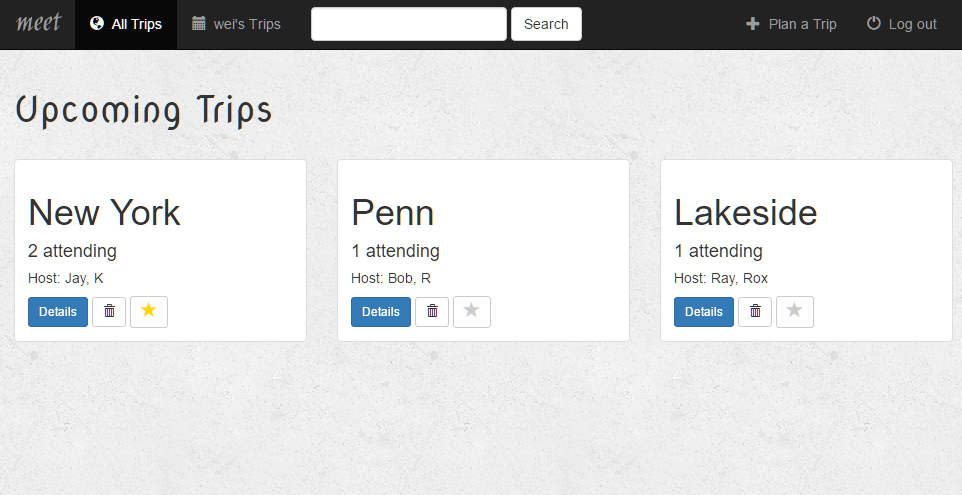 meet All Trips wei's Trips Search Plan a Trip Log out
Upcoming Trips
New York
2 attending
Host: Jay, K
Details
Penn
1 attending
Host: Bob, R
Details
Lakeside
1 attending
Host: Ray, Rox
Details